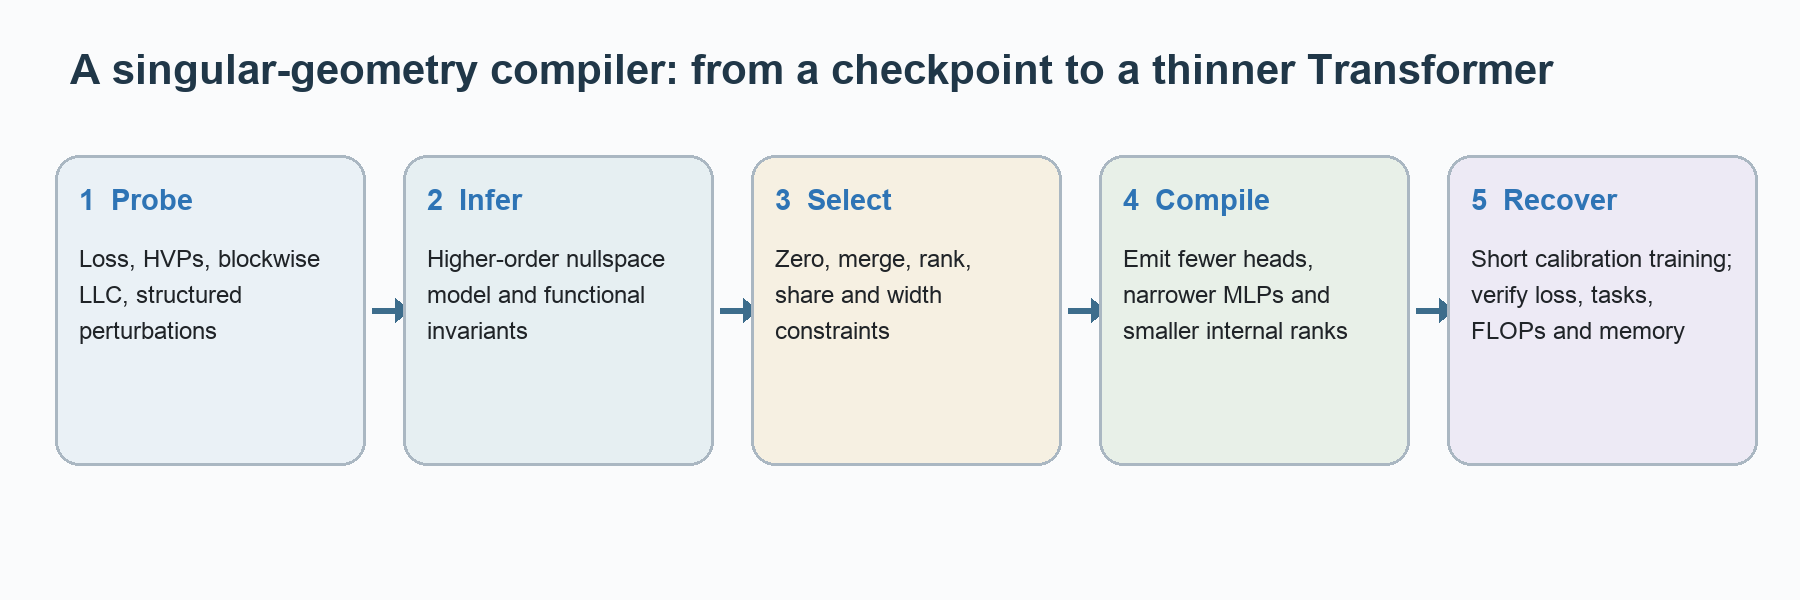 A singular-geometry compiler: from a checkpoint to a thinner Transformer
1 Probe
Loss, HVPs, blockwise
LLC, structured
perturbations
2 Infer
Higher-order nullspace
model and functional
invariants
3 Select
Zero, merge, rank,
share and width
constraints
4 Compile
Emit fewer heads,
narrower MLPs and
smaller internal ranks
5 Recover
Short calibration training;
verify loss, tasks,
FLOPs and memory